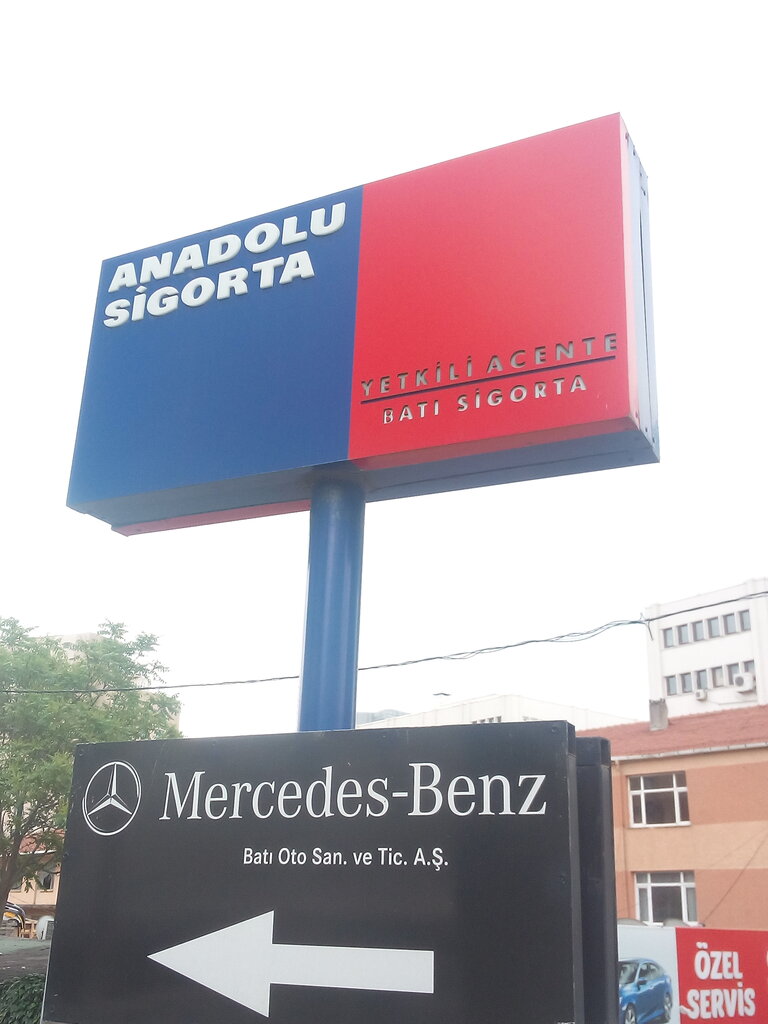 ANADOLU
SİGORTA
YETKİLİ ACENTE
BATI SİGORTA
Mercedes-Benz
Batı Oto San. ve Tic. A.Ş.
ÖZEL
SERVİS